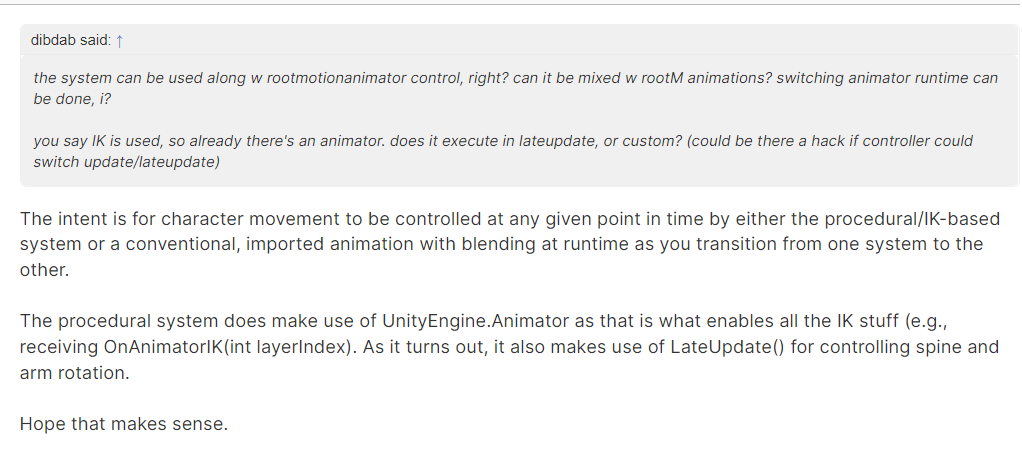 dibdab said: ↑
the system can be used along w rootmotionanimator control, right? can it be mixed w rootM animations? switching animator runtime can
be done, i?
you say IK is used, so already there's an animator. does it execute in lateupdate, or custom? (could be there a hack if controller could
switch update/lateupdate)
The intent is for character movement to be controlled at any given point in time by either the procedural/IK-based
system or a conventional, imported animation with blending at runtime as you transition from one system to the
other.
The procedural system does make use of UnityEngine.Animator as that is what enables all the IK stuff (e.g.,
receiving OnAnimatorIK(int layerIndex). As it turns out, it also makes use of LateUpdate() for controlling spine and
arm rotation.
Hope that makes sense.